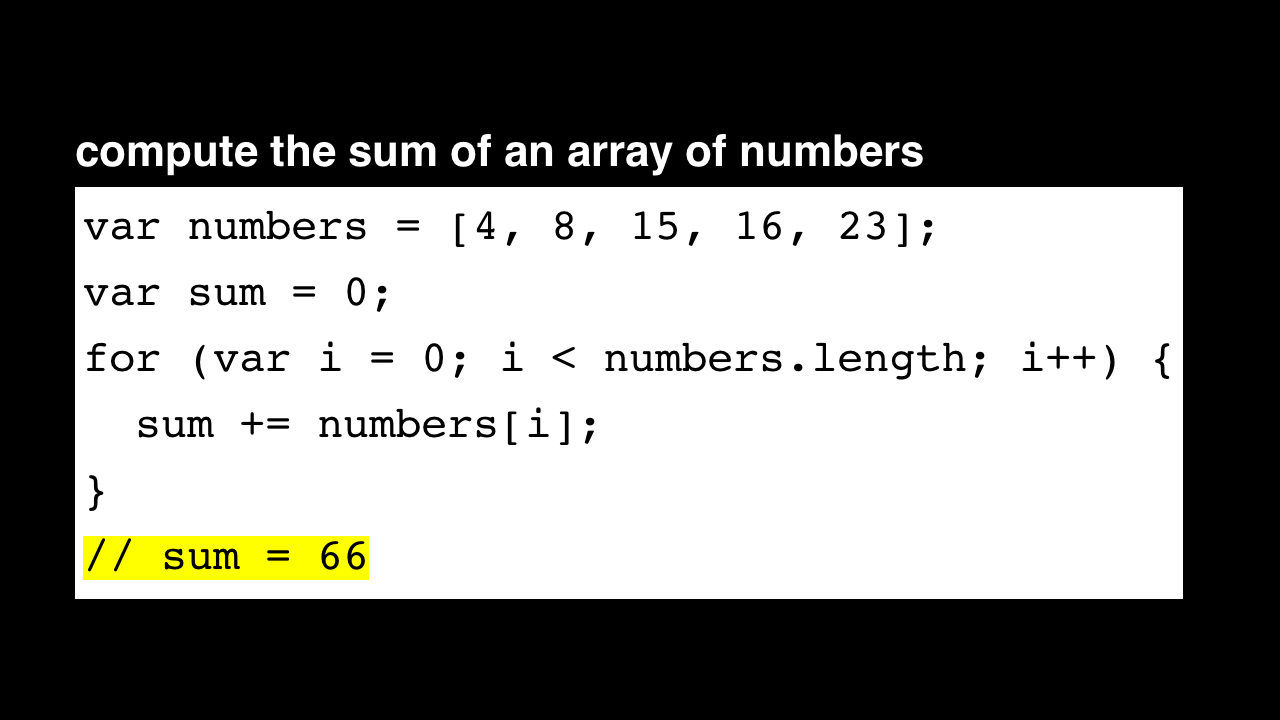 compute the sum of an array of numbers
var numbers = [4, 8, 15, 16, 23];
var sum = 0;
for (var i = 0; i < numbers.length; i++) {
  sum += numbers[i];
}
// sum = 66